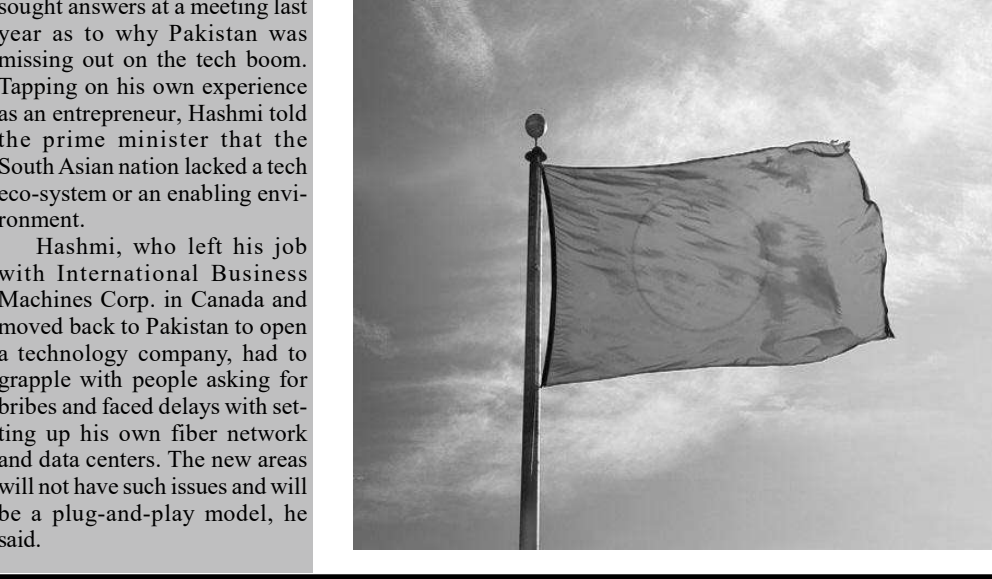 sought answers at a meeting last
year as to why Pakistan was
missing out on the tech boom.
Tapping on his own experience
as an entrepreneur, Hashmi told
the prime minister that the
South Asian nation lacked a tech
eco-system or an enabling envi-
ronment.
Hashmi, who left his job
with International Business
Machines Corp. in Canada and
moved back to Pakistan to open
a technology company, had to
grapple with people asking for
bribes and faced delays with set-
ting up his own fiber network
and data centers. The new areas
will not have such issues and will
be a plug-and-play model, he
said.